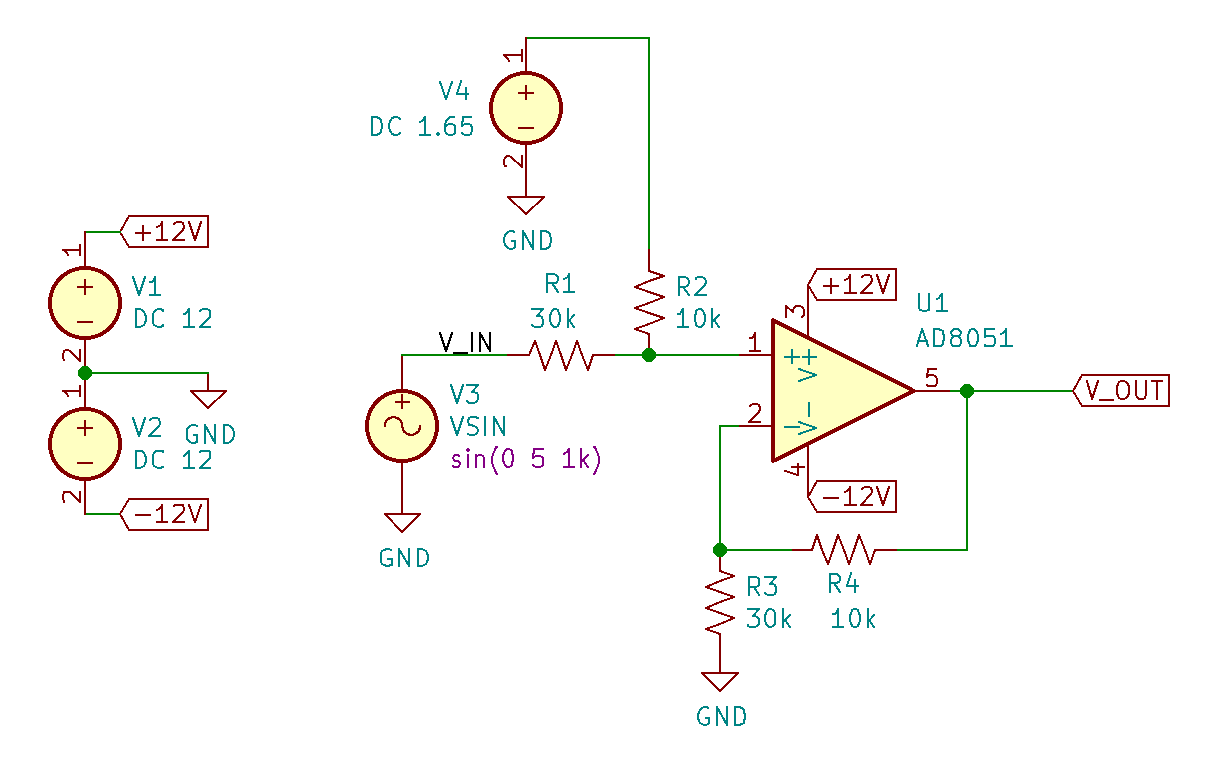 1
V4
DC 1.65
2
GND
1
+12V
V1
DC 12
2
1
V2
GND
DC 12
2
-12V
R1
30k
R2
10k
V_IN
V3
VSIN
sin(0 5 1k)
GND
+12V
3
U1
AD8051
1
+
V+
5
V_OUT
2
-
V-
4
-12V
R4
10k
R3
30k
GND